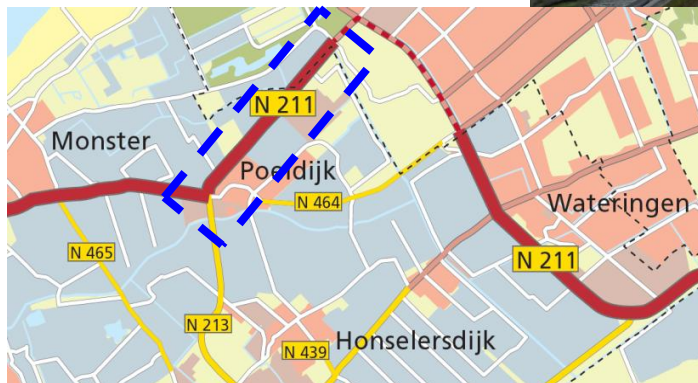 N 211
Monster
Poeldijk
N 464
Wateringen
N 465
N 211
N 213
Honselersdijk
N 439